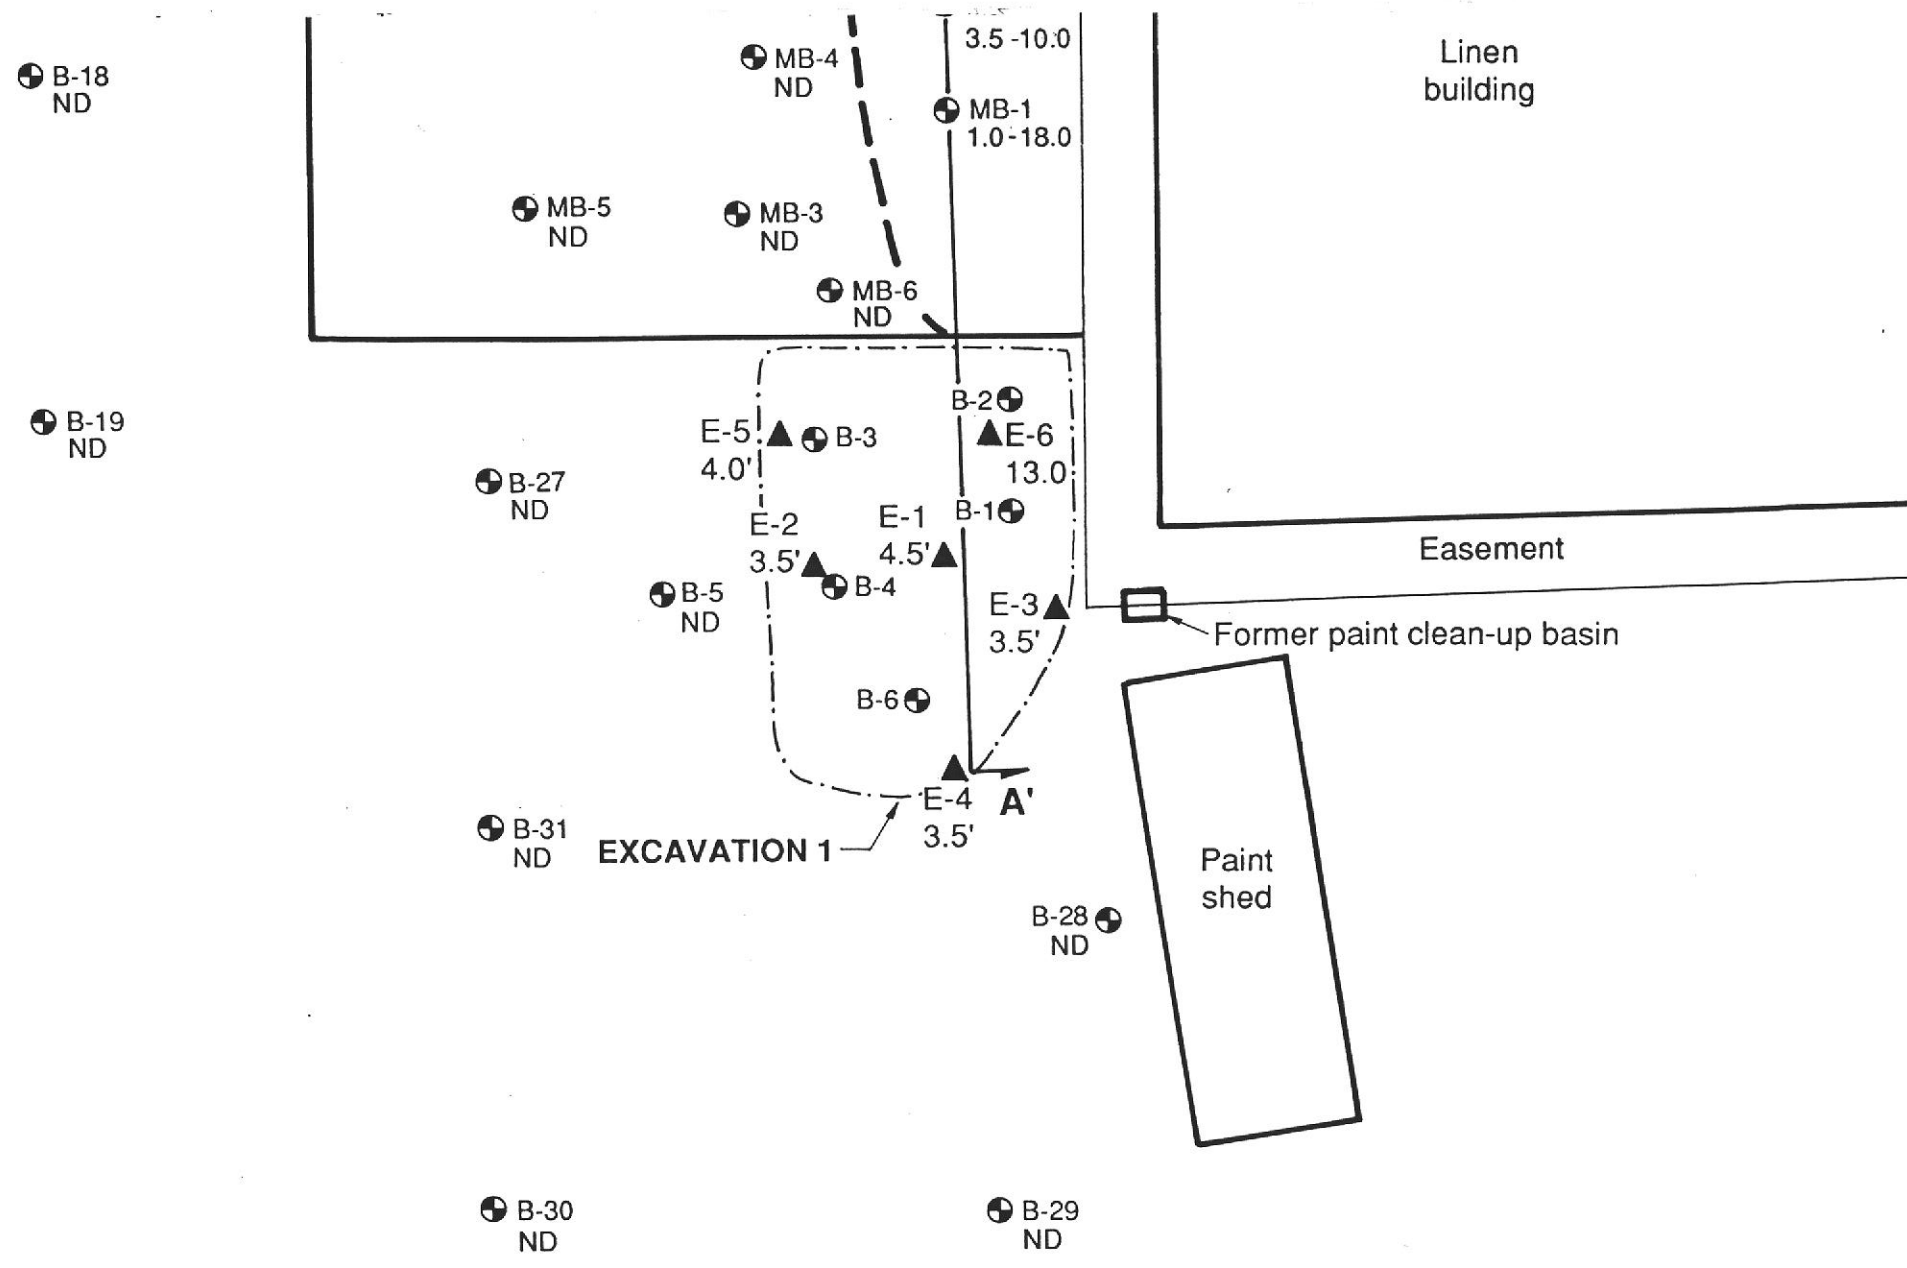 3.5 -10.0
Linen
building
MB-4
ND
B-18
ND
MB-1
1.0-18.0
MB-5
ND
MB-3
ND
MB-6
ND
B-2
B-19
ND
E-5
4.0'
B-3
E-6
13.0
B-27
ND
E-2
3.5'
E-1
4.5'
B-1
Easement
B-5
ND
B-4
E-3
3.5'
Former paint clean-up basin
B-6
E-4
3.5'
A'
B-31
ND
EXCAVATION 1
Paint
shed
B-28
ND
B-30
ND
B-29
ND